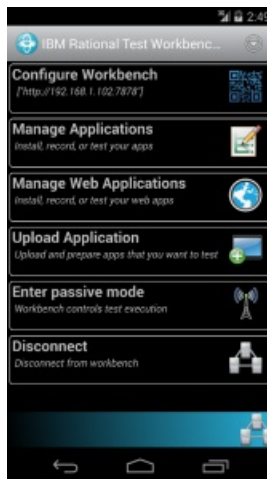 2:49
IBM Rational Test Workbenc...
Configure Workbench
["http://192.168.1.102:7878"]
Manage Applications
Install, record, or test your apps
Manage Web Applications
Install, record, or test your web apps
Upload Application
Upload and prepare apps that you want to test
Enter passive mode
Workbench controls test execution
Disconnect
Disconnect from workbench